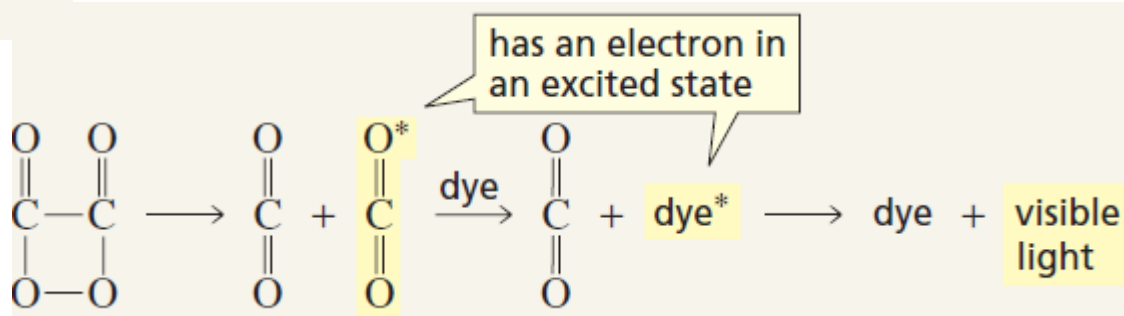 has an electron in
an excited state
O O O O* O
C—C ⟶ C + C dye ⟶ C + dye* ⟶ dye + visible
light
O—O O O O